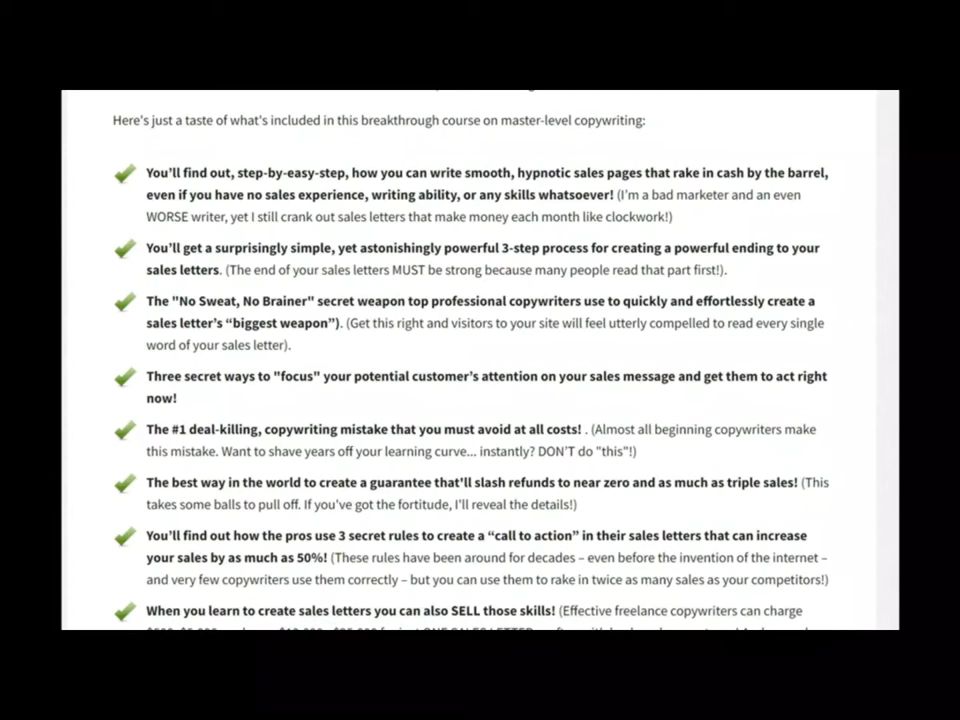 Here's just a taste of what's included in this breakthrough course on master-level copywriting:
You'll find out, step-by-step, how you can write smooth, hypnotic sales pages that rake in cash by the barrel,
even if you have no sales experience, writing ability, or any skills whatsoever! (I'm a bad marketer and an even
WORSE writer, yet I still crank out sales letters that make money each month like clockwork!)
You'll get a surprisingly simple, yet astonishingly powerful 3-step process for creating a powerful ending to your
sales letters. (The end of your sales letters MUST be strong because many people read that part first!).
The "No Sweat, No Brainer" secret weapon top professional copywriters use to quickly and effortlessly create a
sales letter's “biggest weapon”). (Get this right and visitors to your site will feel utterly compelled to read every single
word of your sales letter).
Three secret ways to "focus" your potential customer's attention on your sales message and get them to act right
now!
The #1 deal-killing, copywriting mistake that you must avoid at all costs! . (Almost all beginning copywriters make
this mistake. Want to shave years off your learning curve... instantly? DON'T do "this"!)
The best way in the world to create a guarantee that'll slash refunds to near zero and as much as triple sales! (This
takes some balls to pull off. If you've got the fortitude, I'll reveal the details!)
You'll find out how the pros use 3 secret rules to create a “call to action” in their sales letters that can increase
your sales by as much as 50%! (These rules have been around for decades – even before the invention of the internet –
and very few copywriters use them correctly – but you can use them to rake in twice as many sales as your competitors!)
When you learn to create sales letters you can also SELL those skills! (Effective freelance copywriters can charge